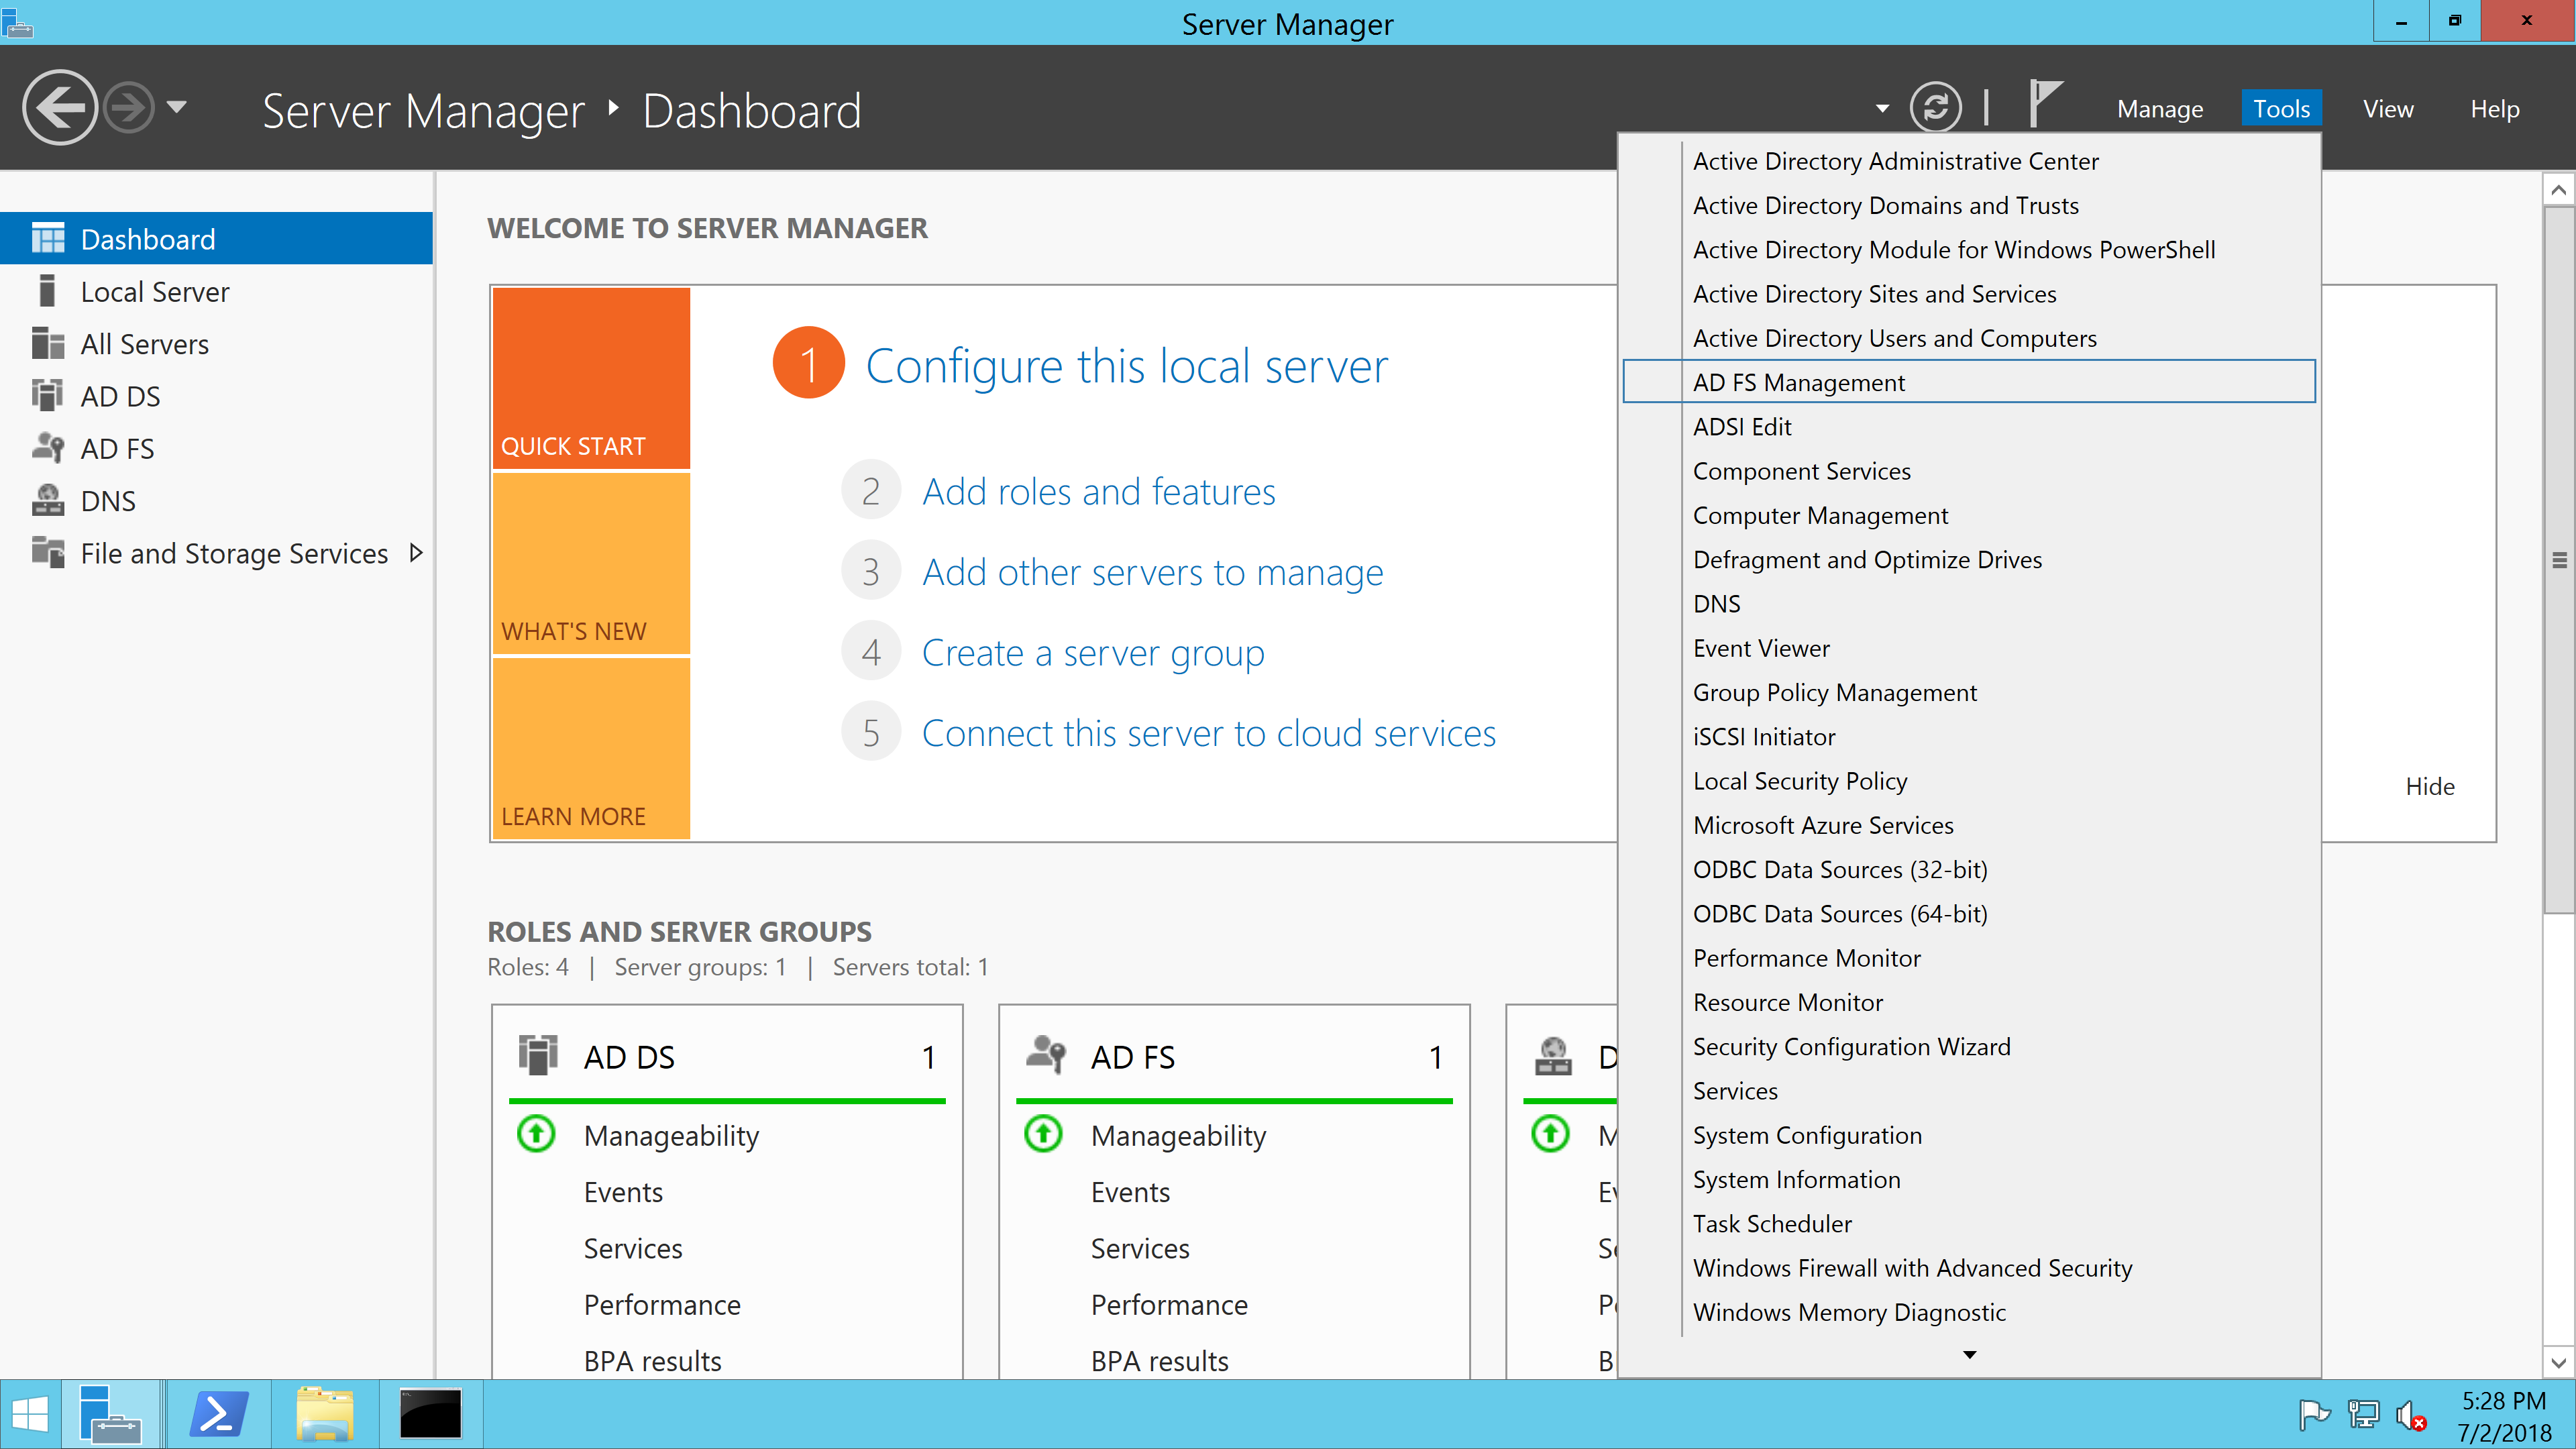 Server Manager
Server Manager ‣ Dashboard
Manage Tools View Help
Dashboard
Local Server
All Servers
AD DS
AD FS
DNS
File and Storage Services
WELCOME TO SERVER MANAGER
QUICK START
WHAT'S NEW
LEARN MORE
1 Configure this local server
2 Add roles and features
3 Add other servers to manage
4 Create a server group
5 Connect this server to cloud services
Hide
ROLES AND SERVER GROUPS
Roles: 4 | Server groups: 1 | Servers total: 1
AD DS 1
Manageability
Events
Services
Performance
BPA results
AD FS 1
Manageability
Events
Services
Performance
BPA results
Active Directory Administrative Center
Active Directory Domains and Trusts
Active Directory Module for Windows PowerShell
Active Directory Sites and Services
Active Directory Users and Computers
AD FS Management
ADSI Edit
Component Services
Computer Management
Defragment and Optimize Drives
DNS
Event Viewer
Group Policy Management
iSCSI Initiator
Local Security Policy
Microsoft Azure Services
ODBC Data Sources (32-bit)
ODBC Data Sources (64-bit)
Performance Monitor
Resource Monitor
Security Configuration Wizard
Services
System Configuration
System Information
Task Scheduler
Windows Firewall with Advanced Security
Windows Memory Diagnostic
5:28 PM
7/2/2018